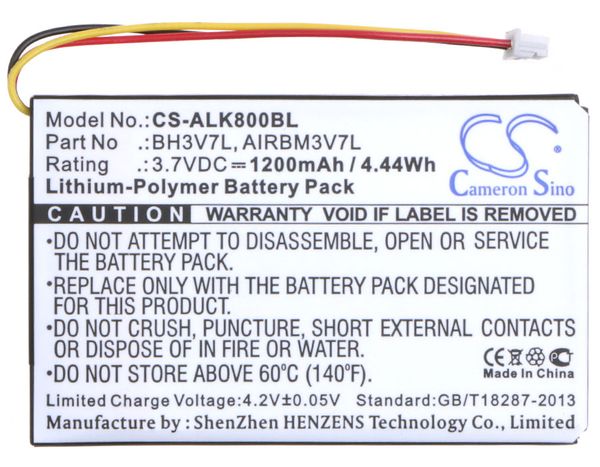 Model No.:CS-ALK800BL
Part No :BH3V7L, AIRBM3V7L
Rating :3.7VDC⎓1200mAh / 4.44Wh
Lithium-Polymer Battery Pack
CS
Cameron Sino
CAUTION WARRANTY VOID IF LABEL IS REMOVED
•DO NOT ATTEMPT TO DISASSEMBLE, OPEN OR SERVICE
THE BATTERY PACK.
•REPLACE ONLY WITH THE BATTERY PACK DESIGNATED
FOR YOUR PRODUCT.
•DO NOT CRUSH, PUNCTURE, SHORT EXTERNAL CONTACTS
OR DISPOSE OF IN FIRE OR WATER.
•DO NOT STORE ABOVE 60℃ (140℉).
Limited Charge Voltage:4.2V±0.05V Standard:GB/T18287-2013
Manufacture by : ShenZhen HENZENS Technology Co., Limited